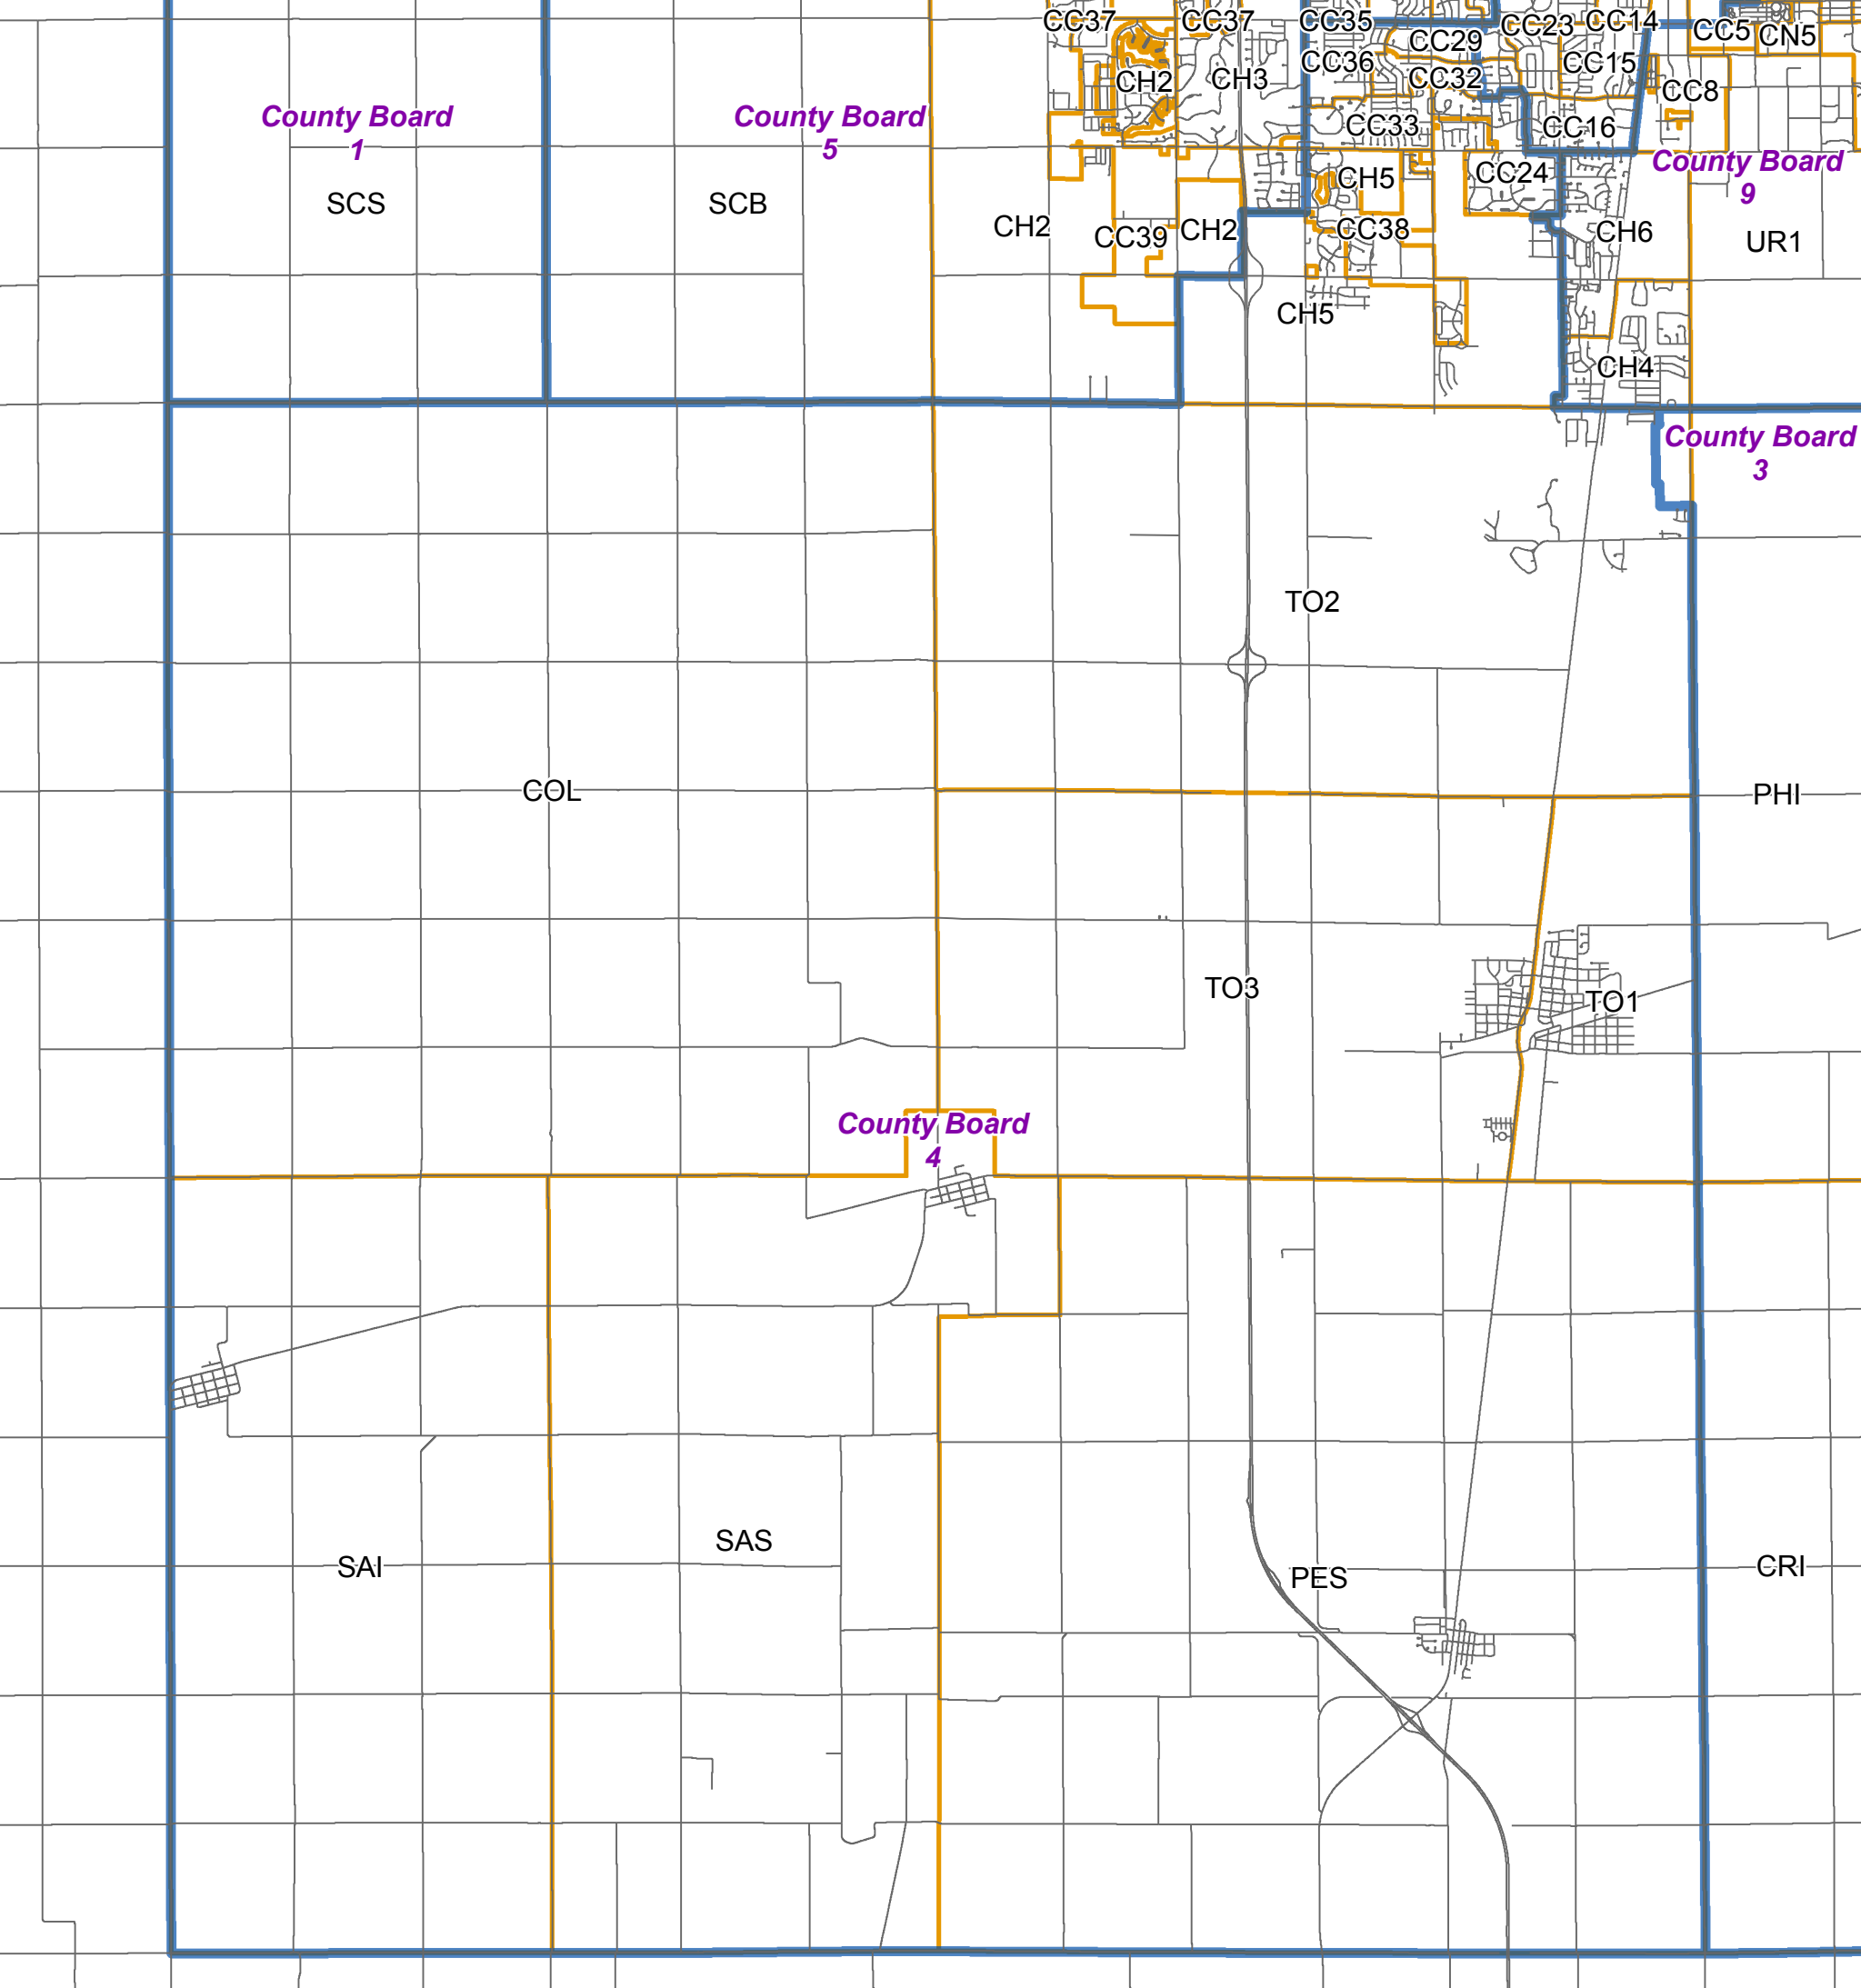 CC37
CC37
CC35
CC23
CC14
CC5
CN5
CC29
CC36
CC15
CH2
CH3
CC32
CC8
County Board
1
County Board
5
CC33
CC16
County Board
9
CH5
CC24
SCS
SCB
CH2
CC39
CH2
CC38
CH6
UR1
CH5
CH4
County Board
3
TO2
COL
PHI
TO3
TO1
County Board
4
SAS
SAI
PES
CRI